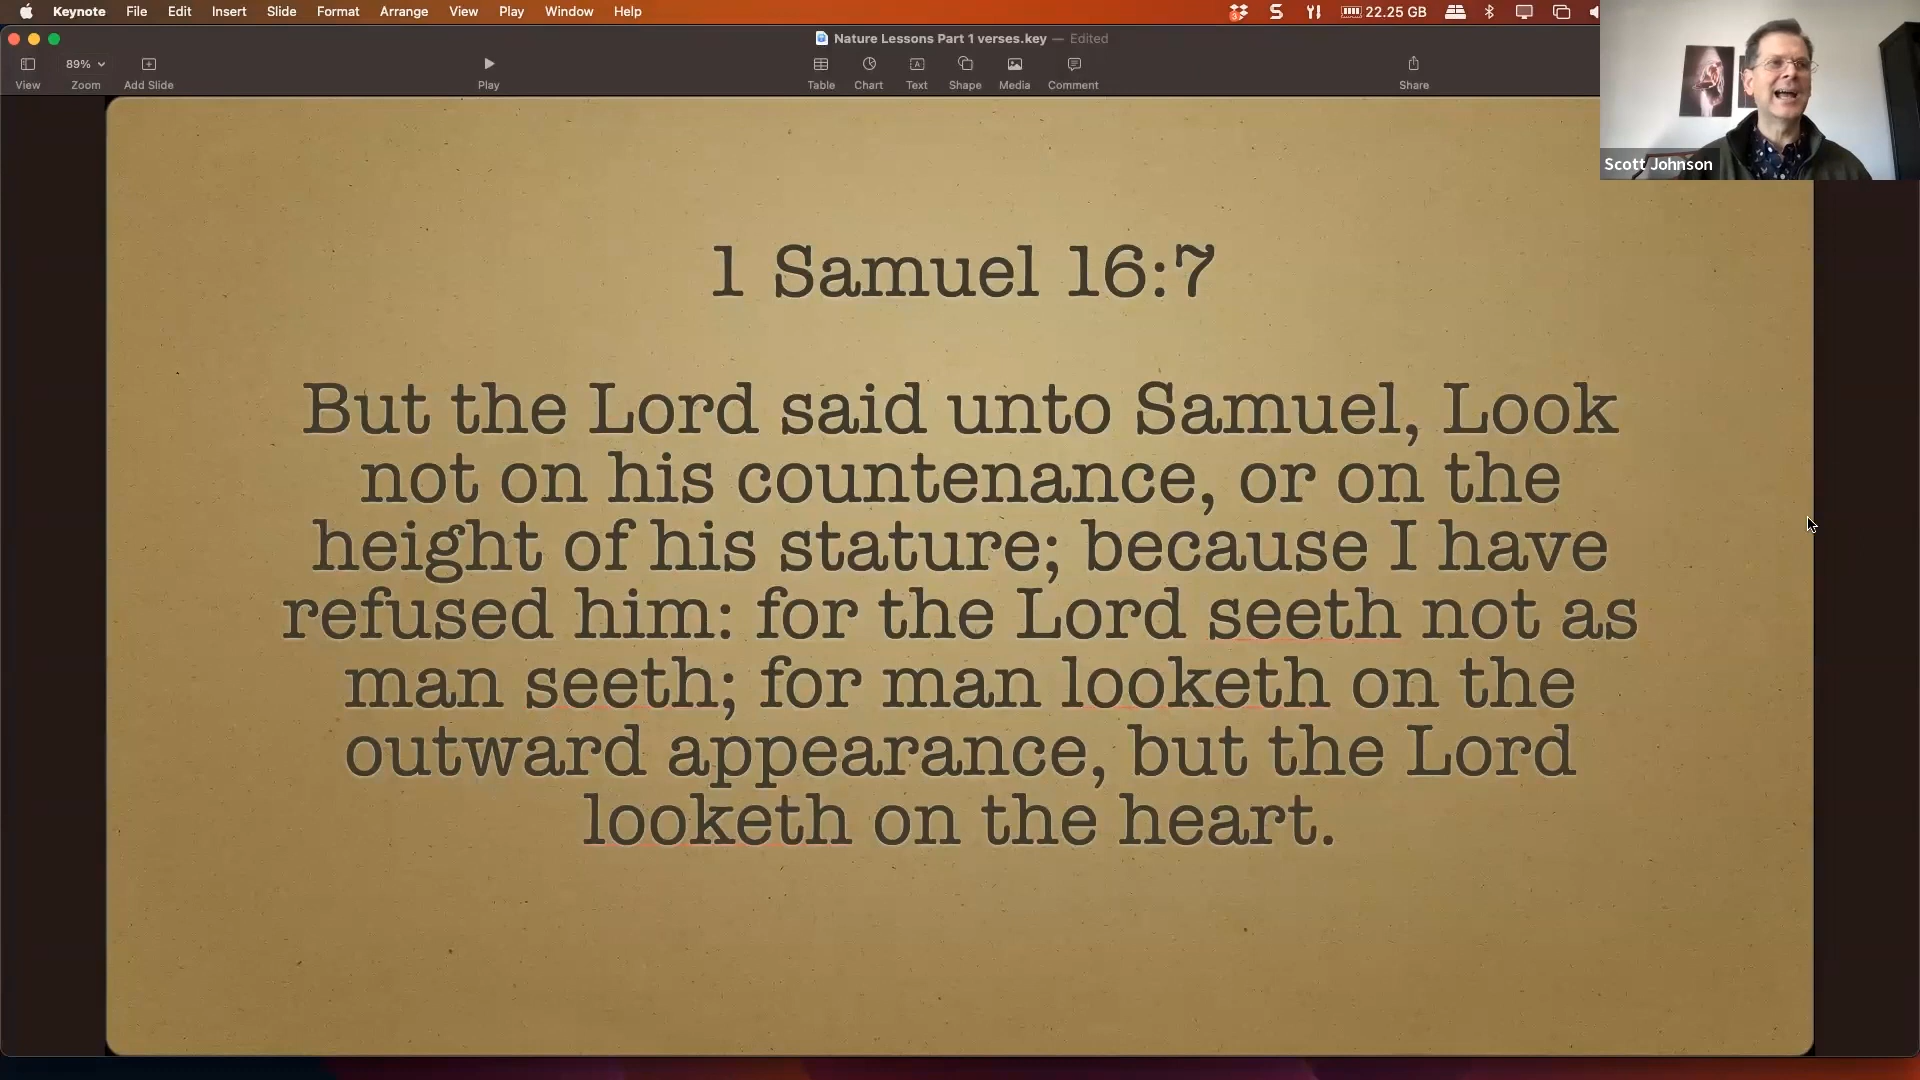 Keynote File Edit Insert Slide Format Arrange View Play Window Help 22.25 GB
Nature Lessons Part 1 verses.key — Edited
89%
View Zoom Add Slide Play Table Chart Text Shape Media Comment Share
Scott Johnson
1 Samuel 16:7
But the Lord said unto Samuel, Look
not on his countenance, or on the
height of his stature; because I have
refused him: for the Lord seeth not as
man seeth; for man looketh on the
outward appearance, but the Lord
looketh on the heart.